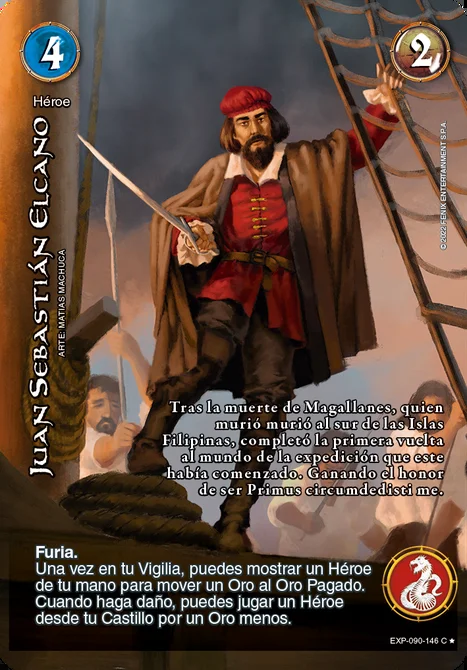 4
2
Héroe
Juan Sebastián Elcano
ARTE: MATIAS MACHUCA
© 2022 FENIX ENTERTAINMENT S.P.A
Tras la muerte de Magallanes, quien
murió murió al sur de las Islas
Filipinas, completó la primera vuelta
al mundo de la expedición que este
había comenzado. Ganando el honor
de ser Primus circumdedisti me.
Furia.
Una vez en tu Vigilia, puedes mostrar un Héroe
de tu mano para mover un Oro al Oro Pagado.
Cuando haga daño, puedes jugar un Héroe
desde tu Castillo por un Oro menos.
EXP-090-146 C ★